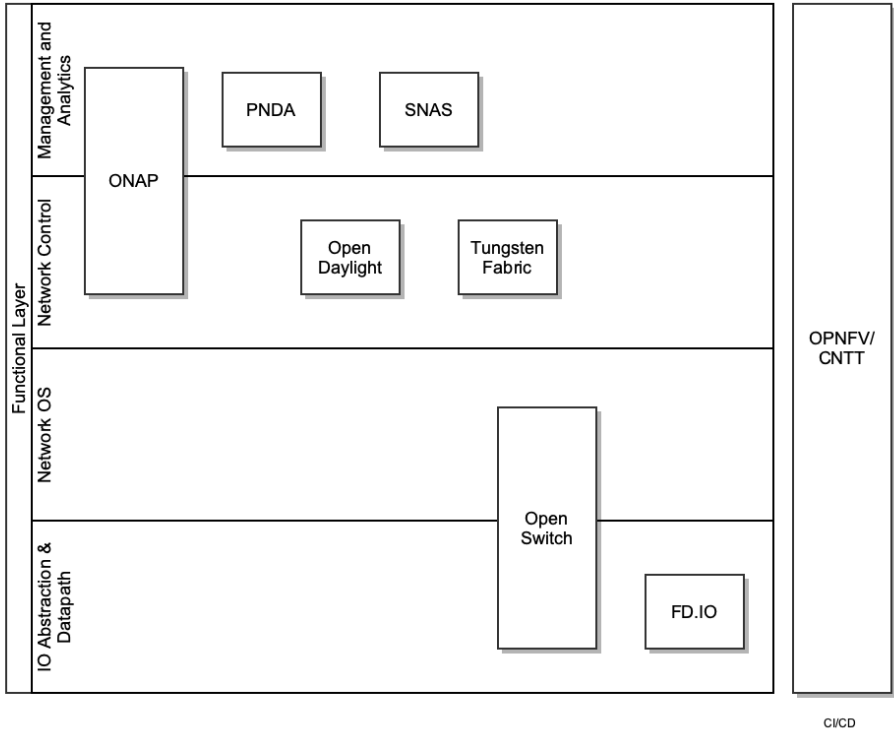 Functional Layer
Management and
Analytics
ONAP
PNDA
SNAS
Network Control
Open
Daylight
Tungsten
Fabric
Network OS
Open
Switch
IO Abstraction &
Datapath
FD.IO
OPNFV/
CNTT
CI/CD